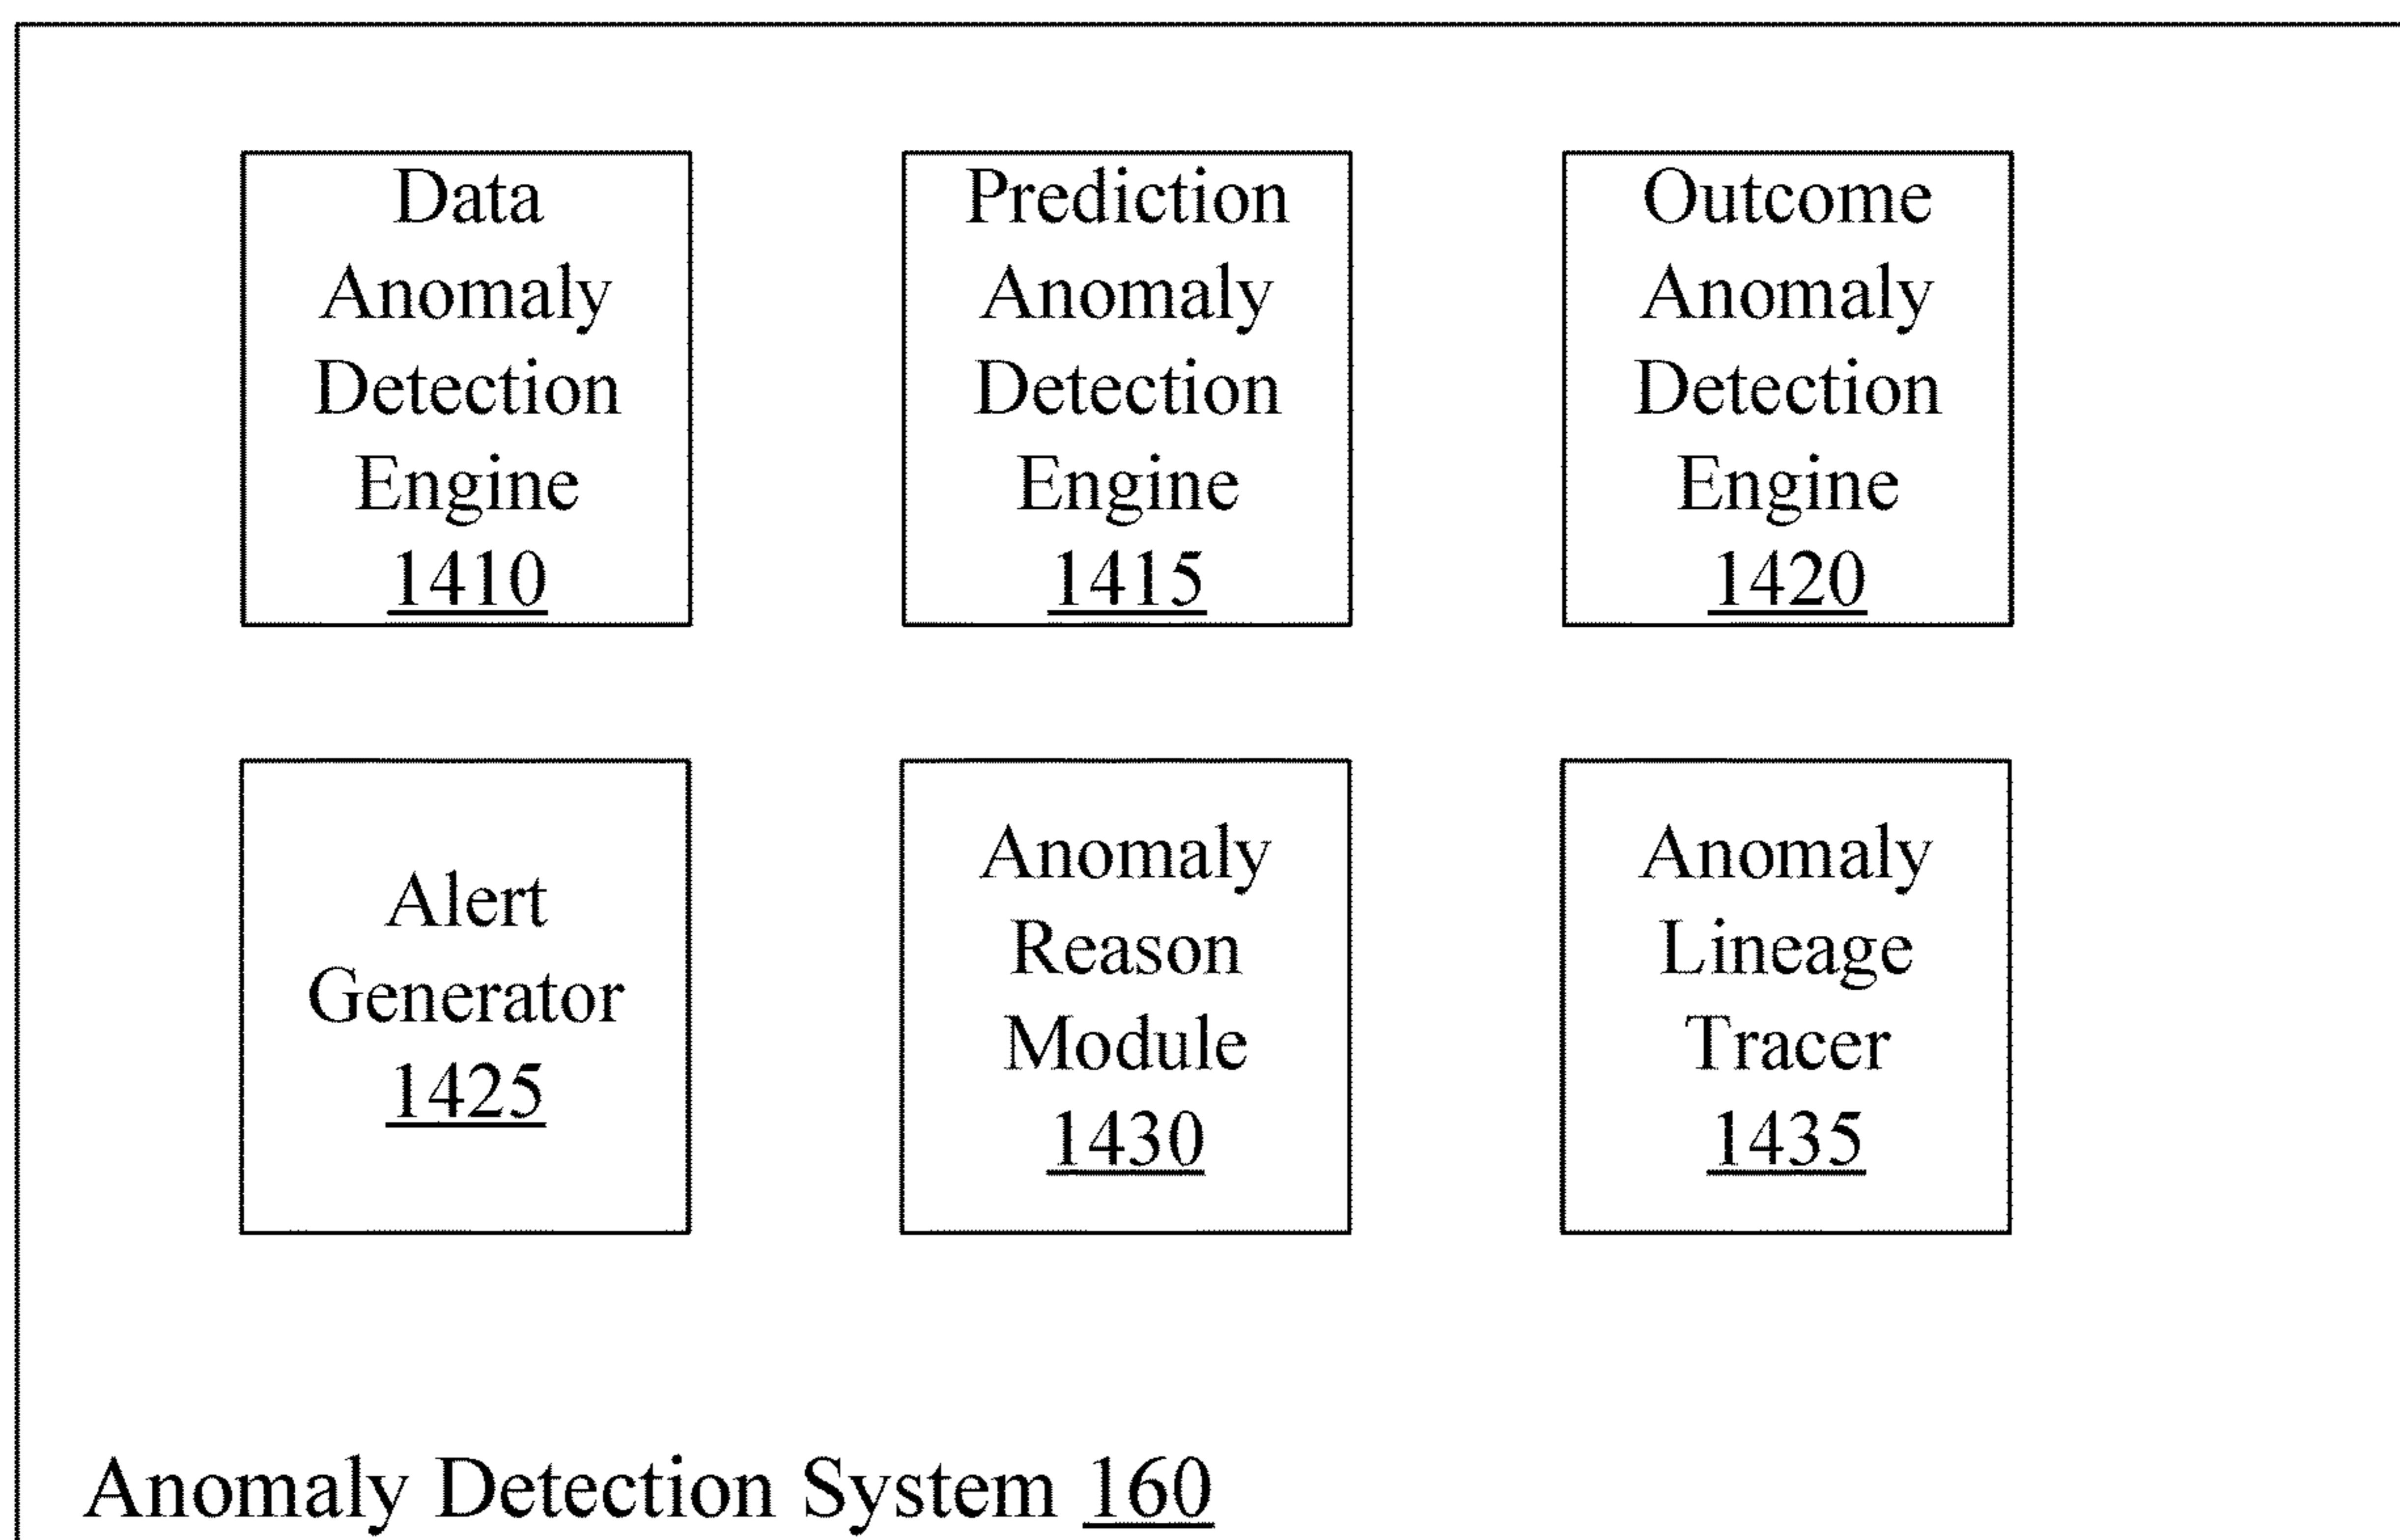 Data
Anomaly
Detection
Engine
1410
Prediction
Anomaly
Detection
Engine
1415
Outcome
Anomaly
Detection
Engine
1420
Alert
Generator
1425
Anomaly
Reason
Module
1430
Anomaly
Lineage
Tracer
1435
Anomaly Detection System 160